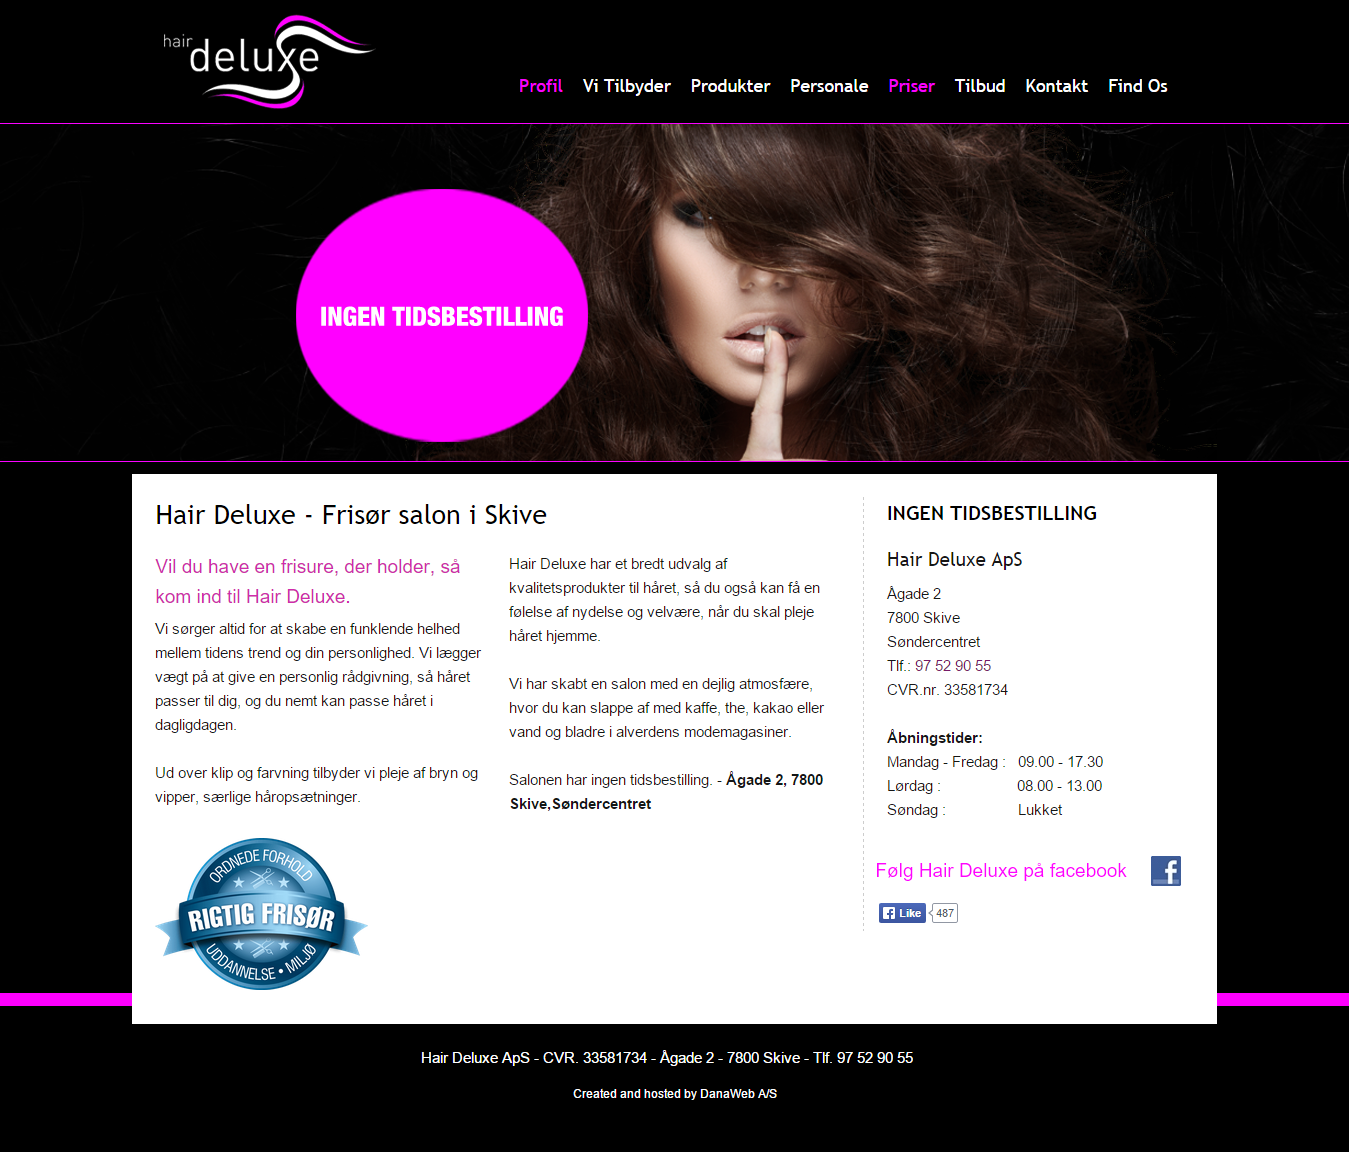 hair
deluxe
Profil Vi Tilbyder Produkter Personale Priser Tilbud Kontakt Find Os
INGEN TIDSBESTILLING
Hair Deluxe - Frisør salon i Skive
Vil du have en frisure, der holder, så
kom ind til Hair Deluxe.
Vi sørger altid for at skabe en funklende helhed
mellem tidens trend og din personlighed. Vi lægger
vægt på at give en personlig rådgivning, så håret
passer til dig, og du nemt kan passe håret i
dagligdagen.
Ud over klip og farvning tilbyder vi pleje af bryn og
vipper, særlige håropsætninger.
ORDNEDE FORHOLD
RIGTIG FRISØR
UDDANNELSE • MILJØ
Hair Deluxe har et bredt udvalg af
kvalitetsprodukter til håret, så du også kan få en
følelse af nydelse og velvære, når du skal pleje
håret hjemme.
Vi har skabt en salon med en dejlig atmosfære,
hvor du kan slappe af med kaffe, the, kakao eller
vand og bladre i alverdens modemagasiner.
Salonen har ingen tidsbestilling. - Ågade 2, 7800
Skive,Søndercentret
INGEN TIDSBESTILLING
Hair Deluxe ApS
Ågade 2
7800 Skive
Søndercentret
Tlf.: 97 52 90 55
CVR.nr. 33581734
Åbningstider:
Mandag - Fredag : 09.00 - 17.30
Lørdag : 08.00 - 13.00
Søndag : Lukket
Følg Hair Deluxe på facebook
Like 487
Hair Deluxe ApS - CVR. 33581734 - Ågade 2 - 7800 Skive - Tlf. 97 52 90 55
Created and hosted by DanaWeb A/S